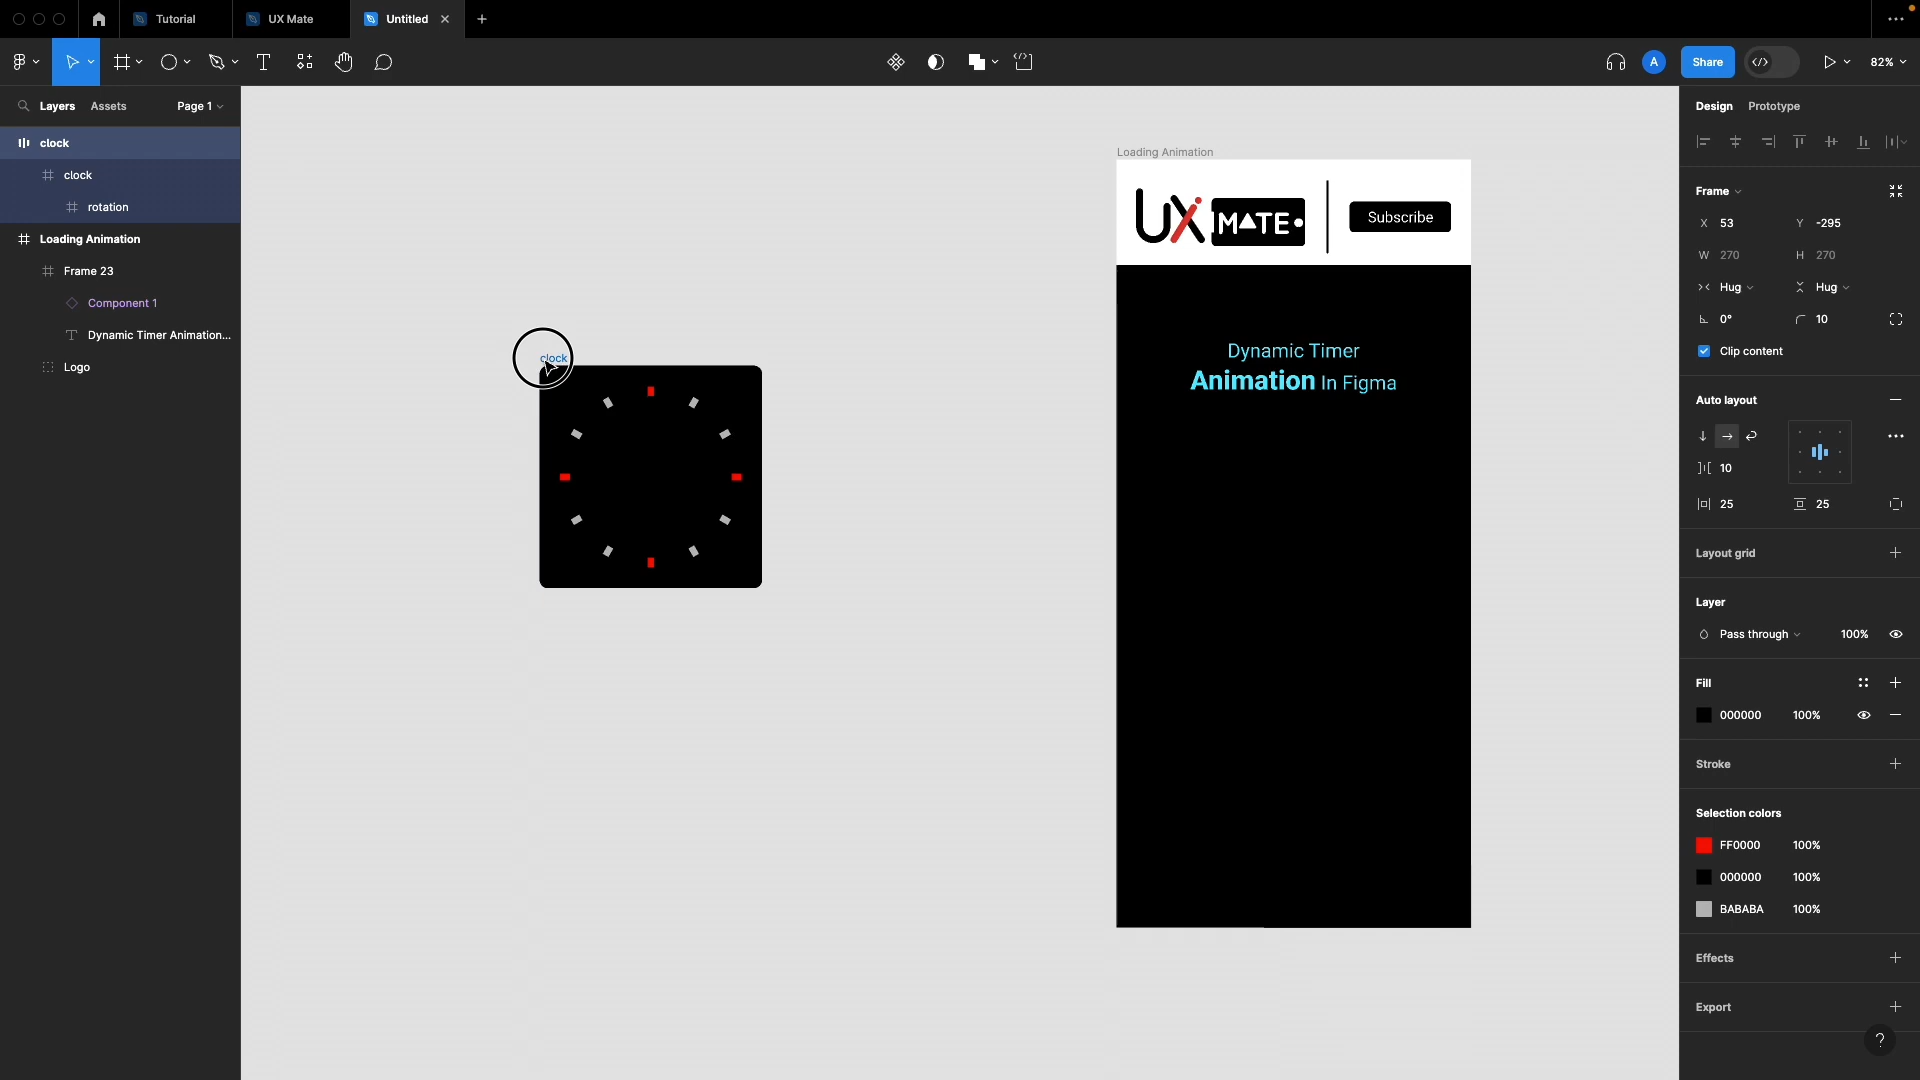 Tutorial
UX Mate
Untitled
A
Share
82%
Layers
Assets
Page 1
clock
clock
rotation
Loading Animation
Frame 23
Component 1
Dynamic Timer Animation...
Logo
clock
Loading Animation
UX MATE
Subscribe
Dynamic Timer
Animation In Figma
Design
Prototype
Frame
X 53
Y -295
W 270
H 270
Hug
Hug
0°
10
Clip content
Auto layout
10
25
25
Layout grid
Layer
Pass through
100%
Fill
000000
100%
Stroke
Selection colors
FF0000
100%
000000
100%
BABABA
100%
Effects
Export
?